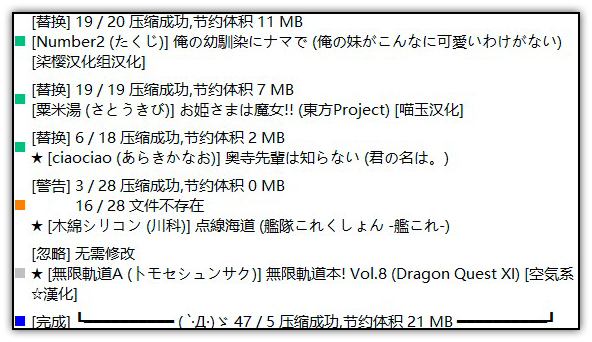 [替换] 19 / 20 压缩成功,节约体积 11 MB
[Number2 (たくじ)] 俺の幼馴染にナマで (俺の妹がこんなに可愛いわけがない)
[柒樱汉化组汉化]
[替换] 19 / 19 压缩成功,节约体积 7 MB
[粟米湯 (さとうきび)] お姫さまは魔女!! (東方Project) [喵玉汉化]
[替换] 6 / 18 压缩成功,节约体积 2 MB
★ [ciaociao (あらきかなお)] 奥寺先輩は知らない (君の名は。)
[警告] 3 / 28 压缩成功,节约体积 0 MB
16 / 28 文件不存在
★ [木綿シリコン (川科)] 点線海道 (艦隊これくしょん -艦これ-)
[忽略] 无需修改
★ [無限軌道A (トモセシュンサク)] 無限軌道本! Vol.8 (Dragon Quest XI) [空気系
☆漢化]
[完成] ┗━━━━━━━━━ ( `·Д·)ゞ 47 / 5 压缩成功,节约体积 21 MB ━━━━━━━━━┛